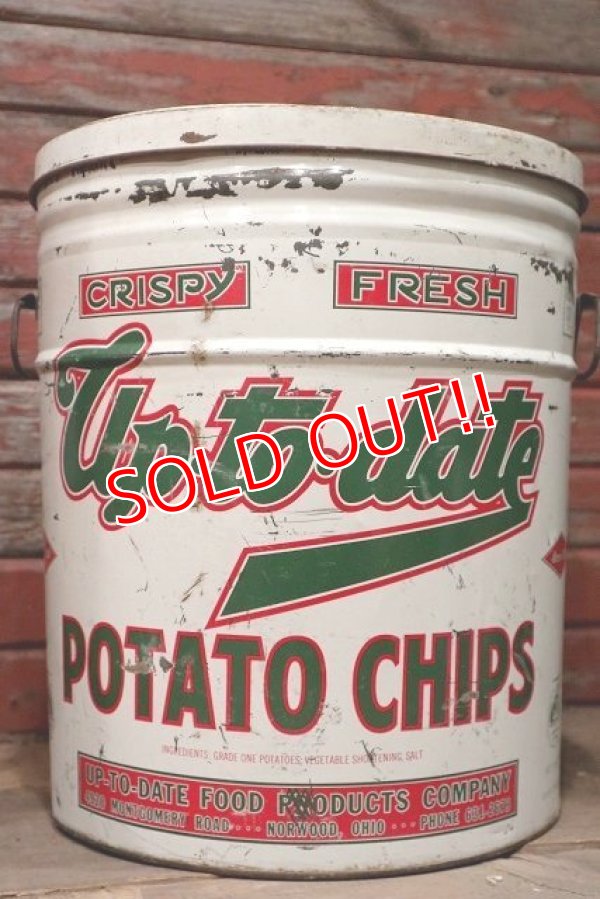 CRISPY FRESH
Up-to-date
SOLD OUT!!
POTATO CHIPS
INGREDIENTS: GRADE ONE POTATOES, VEGETABLE SHORTENING, SALT
UP-TO-DATE FOOD PRODUCTS COMPANY
MONTGOMERY ROAD.... NORWOOD, OHIO ... PHONE